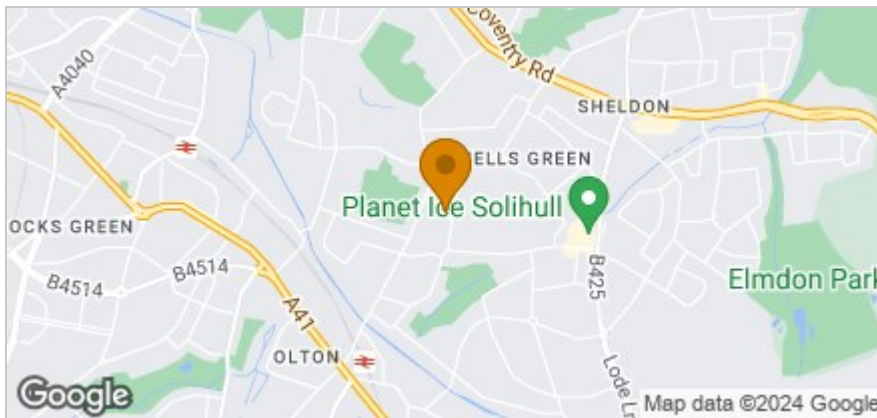 A4040
Coventry Rd
SHELDON
ELLS GREEN
Planet Ice Solihull
OCKS GREEN
B4514
B4514
B425
Elmdon Park
A41
OLTON
Lode Ln
Google
Map data ©2024 Google